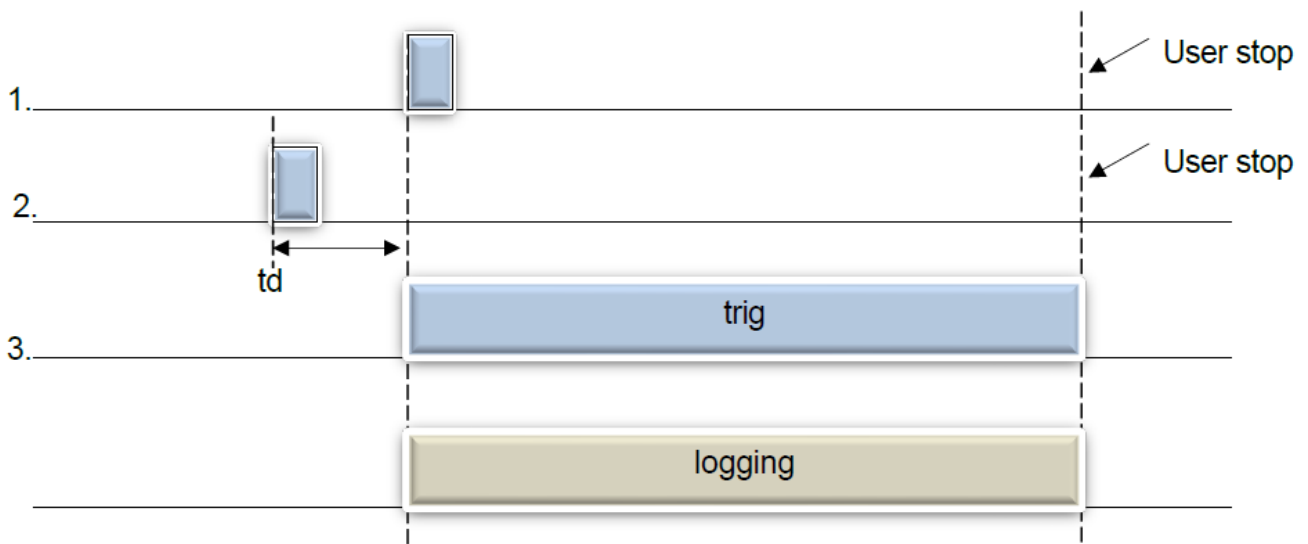 User stop
1.
User stop
2.
td
trig
3.
logging